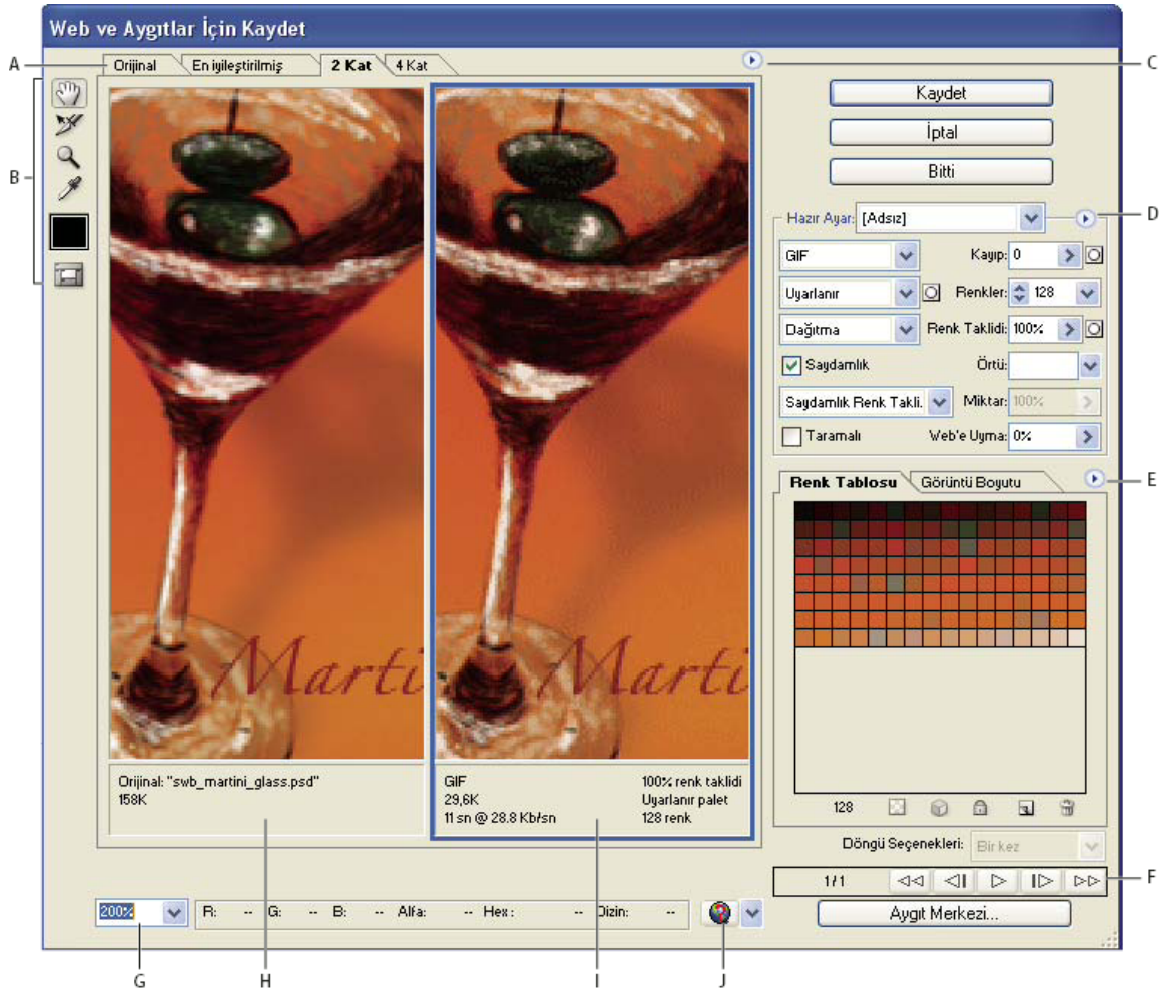 Web ve Aygıtlar İçin Kaydet
A
Orijinal
En iyileştirilmiş
2 Kat
4 Kat
C
B
Kaydet
İptal
Bitti
Hazır Ayar: [Adsız]
D
GIF
Kayıp: 0
Uyarlanır
Renkler: 128
Dağıtma
Renk Taklidi: 100%
Saydamlık
Örtü:
Saydamlık Renk Takli.
Miktar: 100%
Taramalı
Web'e Uyma: 0%
Renk Tablosu
Görüntü Boyutu
E
Marti
Marti
Orijinal: "swb_martini_glass.psd"
158K
GIF
100% renk taklidi
29,6K
Uyarlanır palet
11 sn @ 28.8 Kb/sn
128 renk
128
Döngü Seçenekleri: Bir kez
1/1
F
200%
R: -- G: -- B: -- Alfa: -- Hex: -- Dizin: --
Aygıt Merkezi...
G
H
I
J